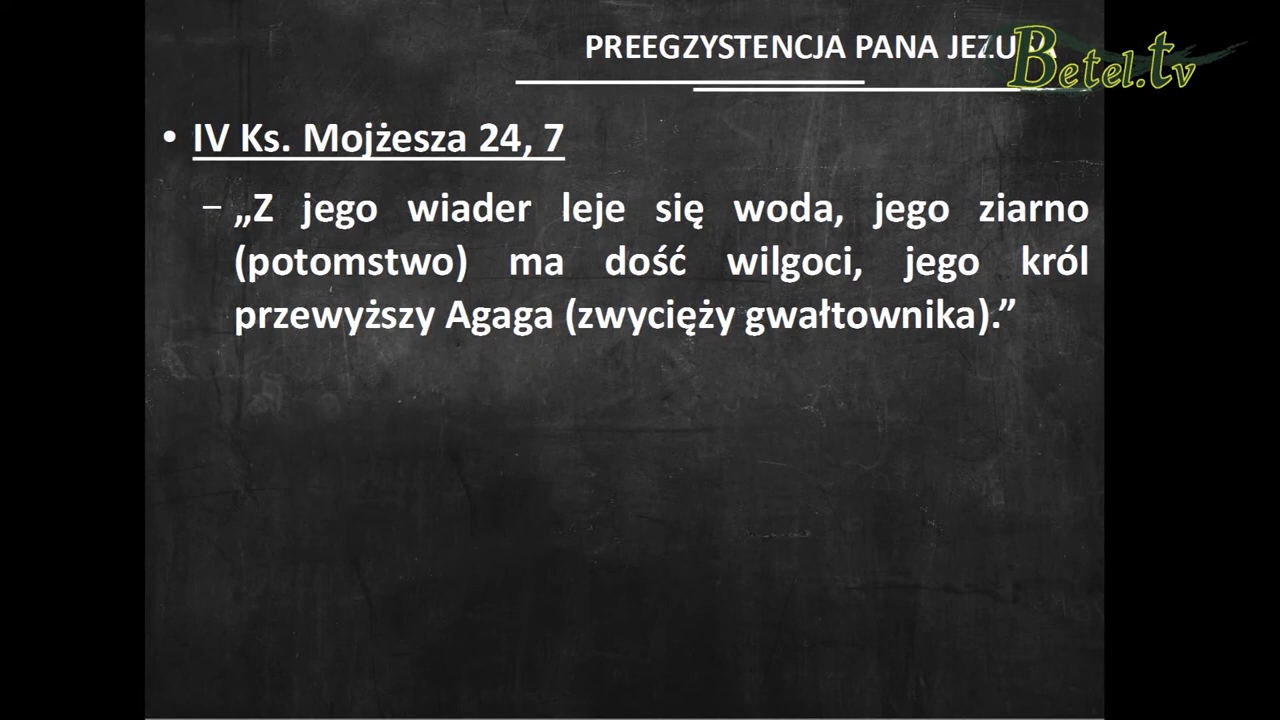 PREEGZYSTENCJA PANA JEZUSA
Betel.tv
• IV Ks. Mojżesza 24, 7
– „Z jego wiader leje się woda, jego ziarno
(potomstwo) ma dość wilgoci, jego król
przewyższy Agaga (zwycięży gwałtownika).”